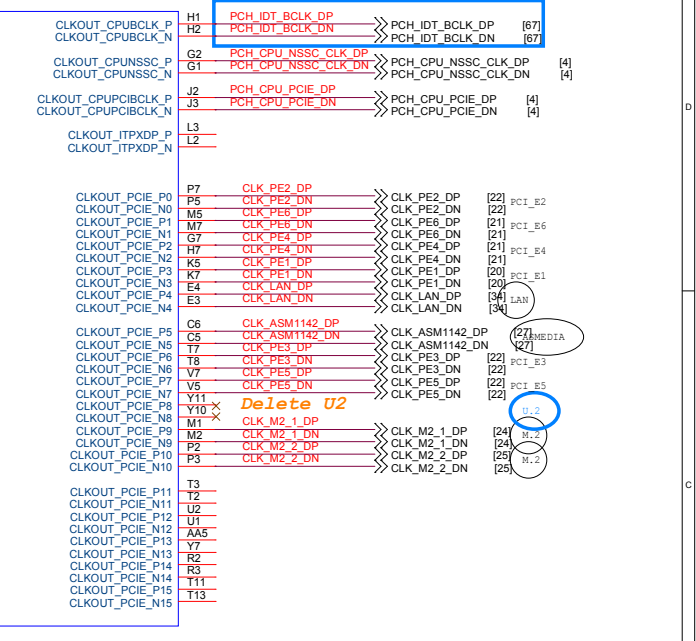 CLKOUT_CPUBCLK_P H1 PCH_IDT_BCLK_DP PCH_IDT_BCLK_DP [67]
CLKOUT_CPUBCLK_N H2 PCH_IDT_BCLK_DN PCH_IDT_BCLK_DN [67]
CLKOUT_CPUNSSC_P G2 PCH_CPU_NSSC_CLK_DP PCH_CPU_NSSC_CLK_DP [4]
CLKOUT_CPUNSSC_N G1 PCH_CPU_NSSC_CLK_DN PCH_CPU_NSSC_CLK_DN [4]
CLKOUT_CPUPCIBCLK_P J2 PCH_CPU_PCIE_DP PCH_CPU_PCIE_DP [4]
CLKOUT_CPUPCIBCLK_N J3 PCH_CPU_PCIE_DN PCH_CPU_PCIE_DN [4]
D
CLKOUT_ITPXDP_P L3
CLKOUT_ITPXDP_N L2
CLKOUT_PCIE_P0 P7 CLK_PE2_DP CLK_PE2_DP [22] PCI_E2
CLKOUT_PCIE_N0 P5 CLK_PE2_DN CLK_PE2_DN [22]
CLKOUT_PCIE_P1 M5 CLK_PE6_DP CLK_PE6_DP [21] PCI_E6
CLKOUT_PCIE_N1 M7 CLK_PE6_DN CLK_PE6_DN [21]
CLKOUT_PCIE_P2 G7 CLK_PE4_DP CLK_PE4_DP [21] PCI_E4
CLKOUT_PCIE_N2 H7 CLK_PE4_DN CLK_PE4_DN [21]
CLKOUT_PCIE_P3 K5 CLK_PE1_DP CLK_PE1_DP [20] PCI_E1
CLKOUT_PCIE_N3 K7 CLK_PE1_DN CLK_PE1_DN [20]
CLKOUT_PCIE_P4 E4 CLK_LAN_DP CLK_LAN_DP [34] LAN
CLKOUT_PCIE_N4 E3 CLK_LAN_DN CLK_LAN_DN [34]
CLKOUT_PCIE_P5 C6 CLK_ASM1142_DP CLK_ASM1142_DP [27] ASMEDIA
CLKOUT_PCIE_N5 C5 CLK_ASM1142_DN CLK_ASM1142_DN [27]
CLKOUT_PCIE_P6 T7 CLK_PE3_DP CLK_PE3_DP [22] PCI_E3
CLKOUT_PCIE_N6 T8 CLK_PE3_DN CLK_PE3_DN [22]
CLKOUT_PCIE_P7 V7 CLK_PE5_DP CLK_PE5_DP [22] PCI_E5
CLKOUT_PCIE_N7 V5 CLK_PE5_DN CLK_PE5_DN [22]
CLKOUT_PCIE_P8 Y11 Delete U2 U.2
CLKOUT_PCIE_N8 Y10
CLKOUT_PCIE_P9 M1 CLK_M2_1_DP CLK_M2_1_DP [24] M.2
CLKOUT_PCIE_N9 M2 CLK_M2_1_DN CLK_M2_1_DN [24]
CLKOUT_PCIE_P10 P2 CLK_M2_2_DP CLK_M2_2_DP [25] M.2
CLKOUT_PCIE_N10 P3 CLK_M2_2_DN CLK_M2_2_DN [25]
C
CLKOUT_PCIE_P11 T3
CLKOUT_PCIE_N11 T2
CLKOUT_PCIE_P12 U2
CLKOUT_PCIE_N12 U1
CLKOUT_PCIE_P13 AA5
CLKOUT_PCIE_N13 Y7
CLKOUT_PCIE_P14 R2
CLKOUT_PCIE_N14 R3
CLKOUT_PCIE_P15 T11
CLKOUT_PCIE_N15 T13